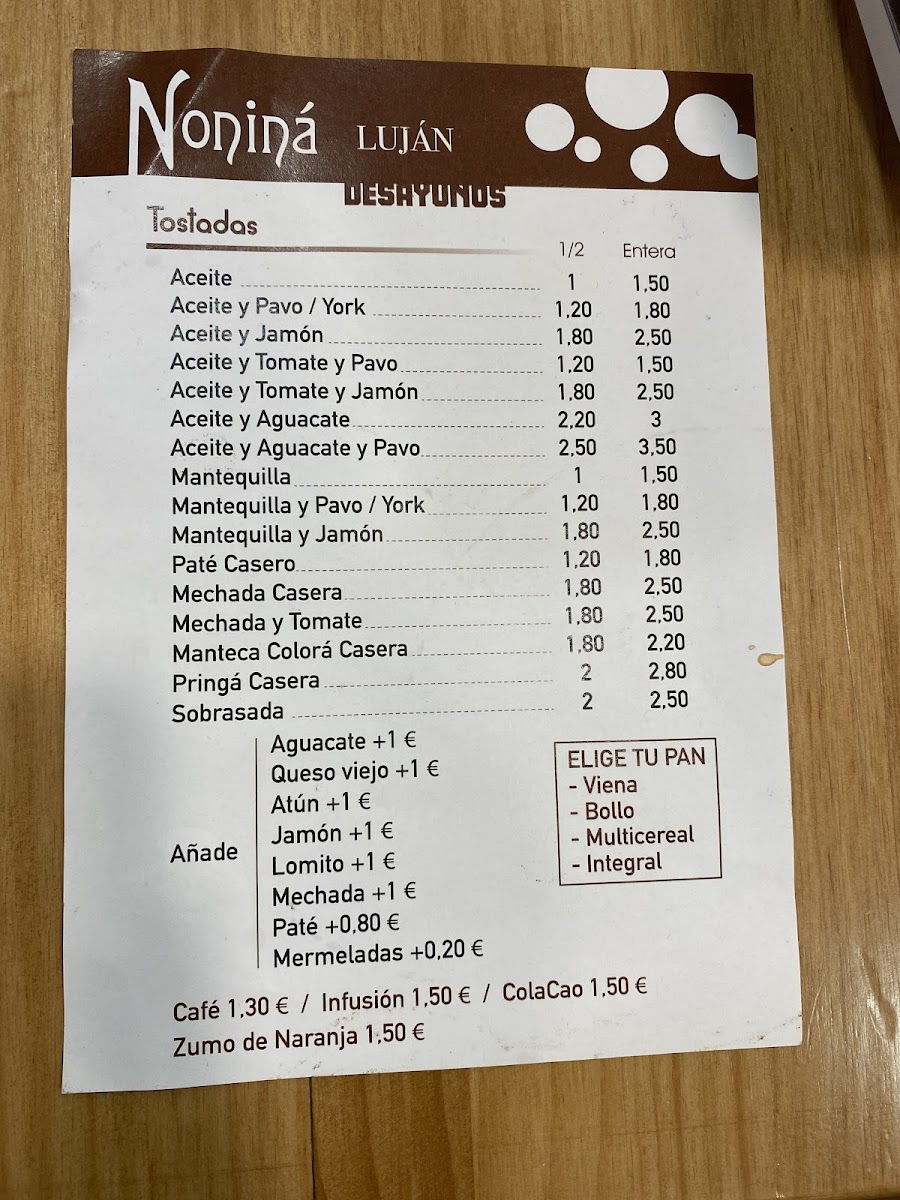 Noniná LUJÁN
DESAYUNOS
Tostadas
1/2 Entera
Aceite 1 1,50
Aceite y Pavo / York 1,20 1,80
Aceite y Jamón 1,80 2,50
Aceite y Tomate y Pavo 1,20 1,50
Aceite y Tomate y Jamón 1,80 2,50
Aceite y Aguacate 2,20 3
Aceite y Aguacate y Pavo 2,50 3,50
Mantequilla 1 1,50
Mantequilla y Pavo / York 1,20 1,80
Mantequilla y Jamón 1,80 2,50
Paté Casero 1,20 1,80
Mechada Casera 1,80 2,50
Mechada y Tomate 1,80 2,50
Manteca Colorá Casera 1,80 2,20
Pringá Casera 2 2,80
Sobrasada 2 2,50
Añade
Aguacate +1 €
Queso viejo +1 €
Atún +1 €
Jamón +1 €
Lomito +1 €
Mechada +1 €
Paté +0,80 €
Mermeladas +0,20 €
ELIGE TU PAN
- Viena
- Bollo
- Multicereal
- Integral
Café 1,30 € / Infusión 1,50 € / ColaCao 1,50 €
Zumo de Naranja 1,50 €